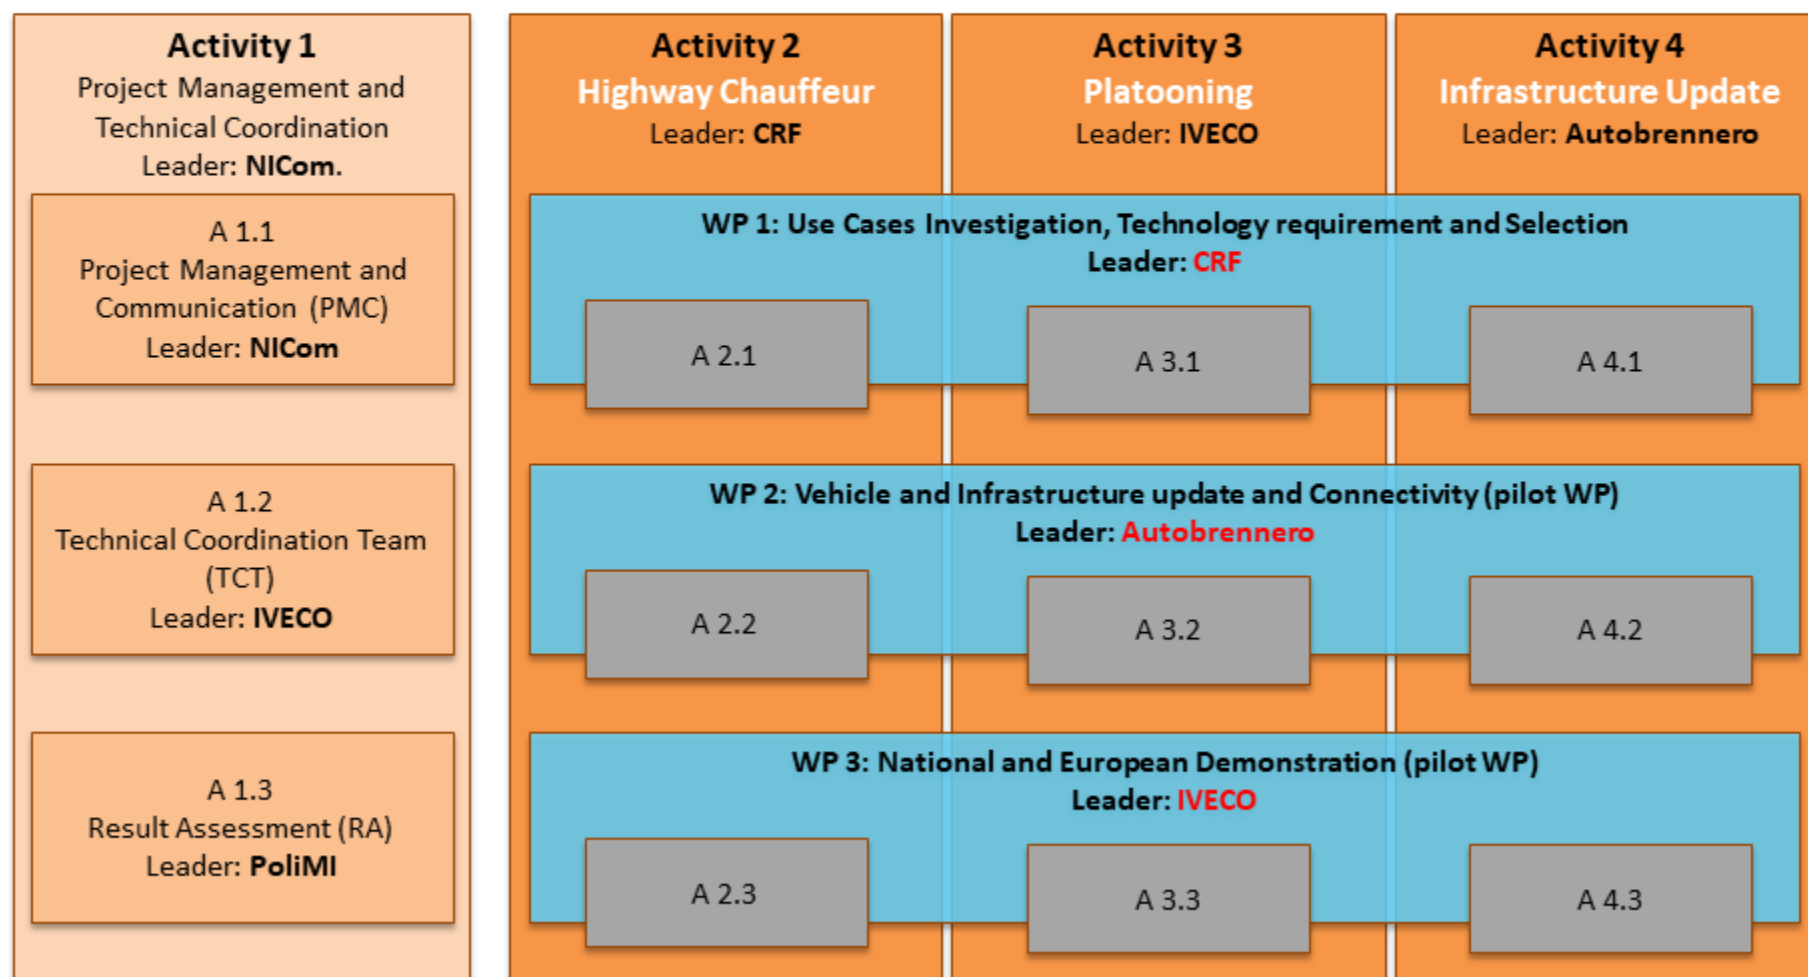 Activity 1
Project Management and
Technical Coordination
Leader: NICom.
A 1.1
Project Management and
Communication (PMC)
Leader: NICom
A 1.2
Technical Coordination Team
(TCT)
Leader: IVECO
A 1.3
Result Assessment (RA)
Leader: PoliMI
Activity 2
Highway Chauffeur
Leader: CRF
Activity 3
Platooning
Leader: IVECO
Activity 4
Infrastructure Update
Leader: Autobrennero
WP 1: Use Cases Investigation, Technology requirement and Selection
Leader: CRF
A 2.1
A 3.1
A 4.1
WP 2: Vehicle and Infrastructure update and Connectivity (pilot WP)
Leader: Autobrennero
A 2.2
A 3.2
A 4.2
WP 3: National and European Demonstration (pilot WP)
Leader: IVECO
A 2.3
A 3.3
A 4.3